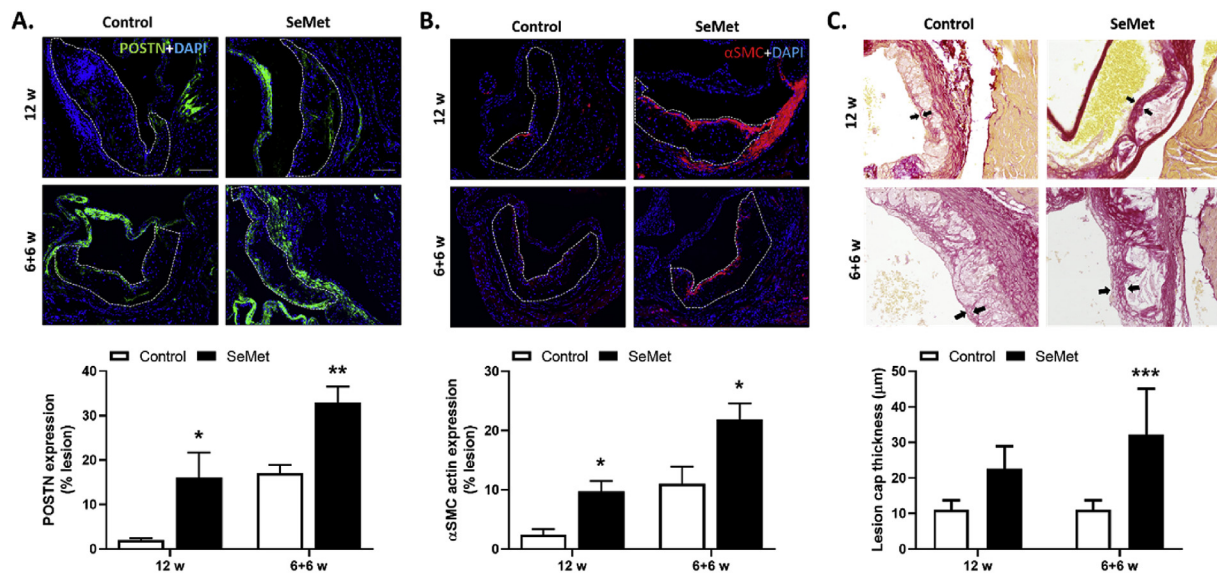 A.
Control
SeMet
POSTN+DAPI
12 w
6+6 w
Control
SeMet
POSTN expression
(% lesion)
40
30
20
10
0
*
**
12 w
6+6 w
B.
Control
SeMet
αSMC+DAPI
12 w
6+6 w
Control
SeMet
αSMC actin expression
(% lesion)
30
20
10
0
*
*
12 w
6+6 w
C.
Control
SeMet
12 w
6+6 w
Control
SeMet
Lesion cap thickness (μm)
50
40
30
20
10
0
***
12 w
6+6 w